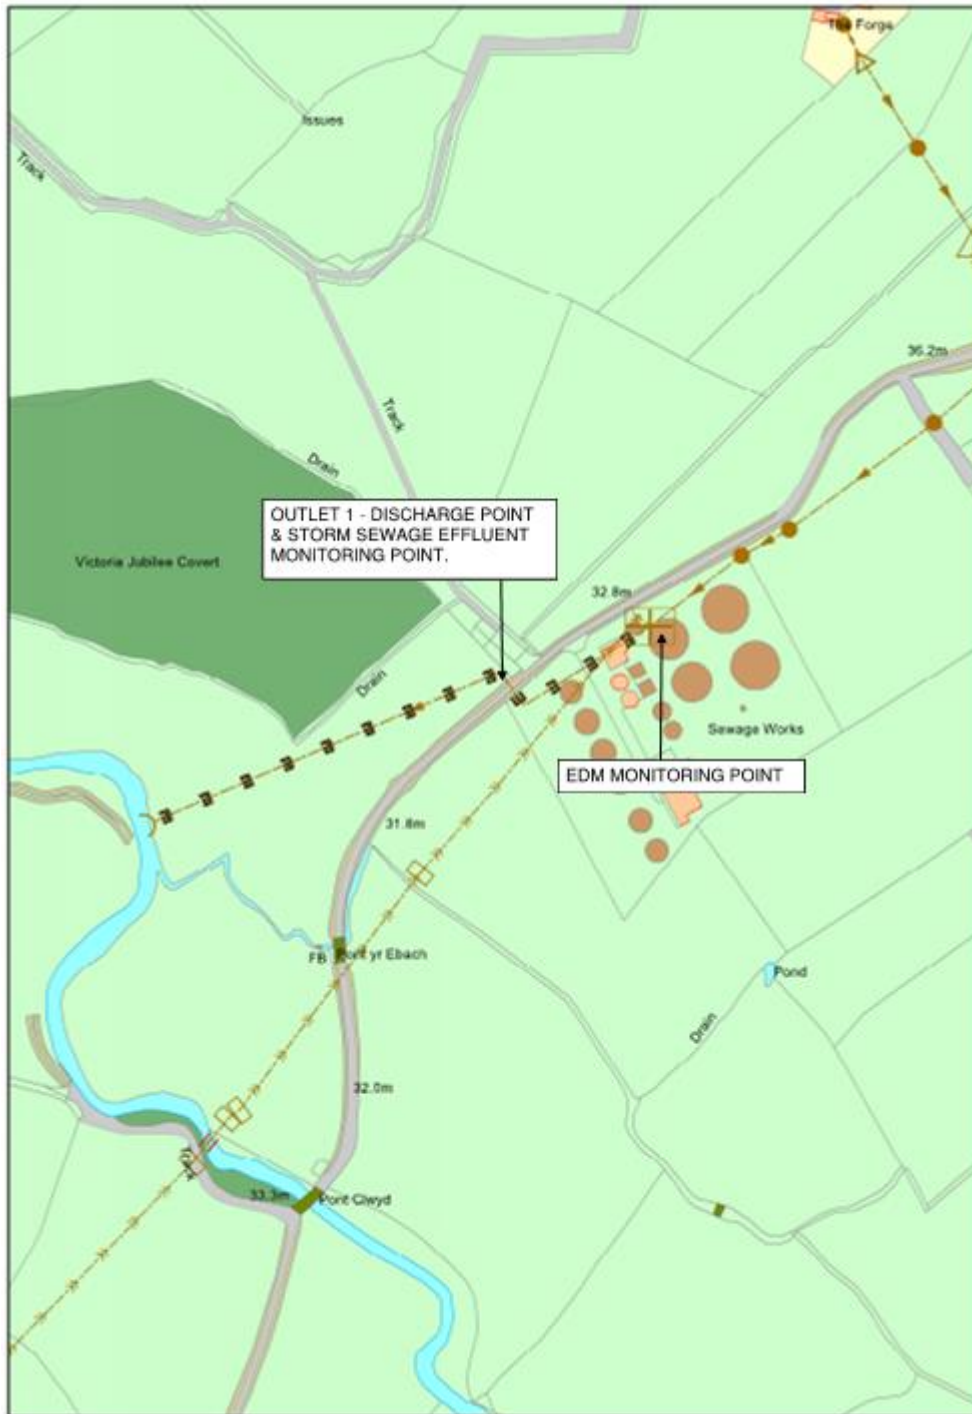 The Forge
Issues
Track
36.2m
Track
Drain
OUTLET 1 - DISCHARGE POINT
& STORM SEWAGE EFFLUENT
MONITORING POINT.
Victoria Jubilee Covert
32.8m
Drain
Sewage Works
EDM MONITORING POINT
31.8m
FB
Pont yr Ebach
Pond
Drain
32.0m
Track
33.3m
Pont Clwyd